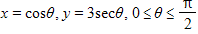 x = cosθ, y = 3secθ, 0 ≤ θ ≤ π/2